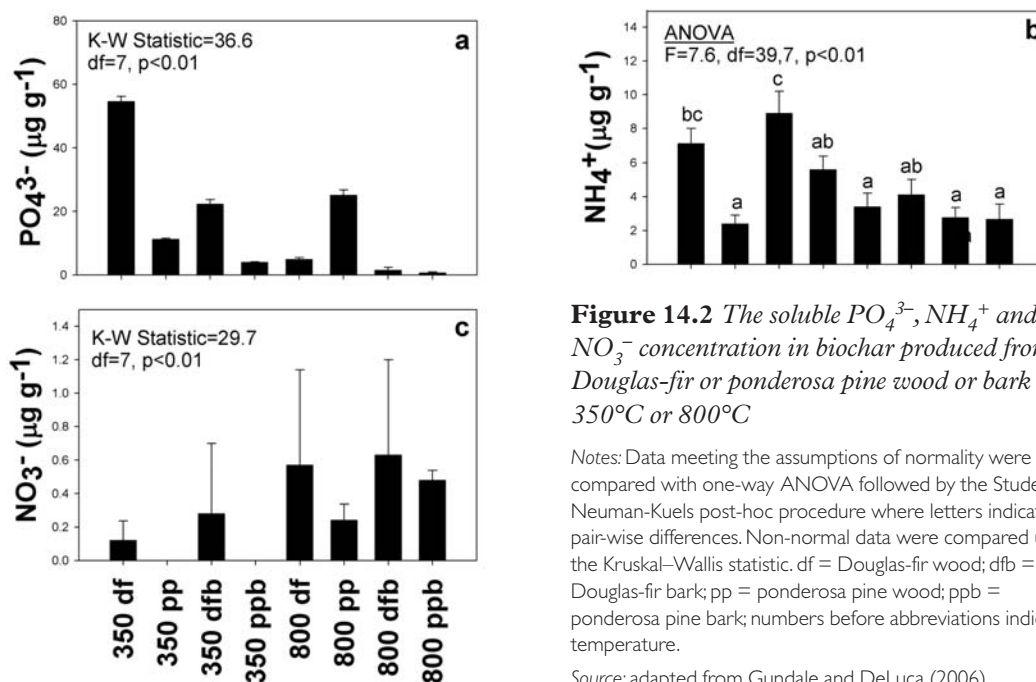 80
60
40
20
0
PO₄³⁻ (µg g⁻¹)
K-W Statistic=36.6
df=7, p<0.01
a
14
12
10
8
6
4
2
0
NH₄⁺(µg g⁻¹)
ANOVA
F=7.6, df=39,7, p<0.01
b
bc
a
c
ab
a
ab
a
a
1.4
1.2
1.0
0.8
0.6
0.4
0.2
0.0
NO₃⁻ (µg g⁻¹)
K-W Statistic=29.7
df=7, p<0.01
c
350 df
350 pp
350 dfb
350 ppb
800 df
800 pp
800 dfb
800 ppb
Figure 14.2 The soluble PO₄³⁻, NH₄⁺ and
NO₃⁻ concentration in biochar produced from
Douglas-fir or ponderosa pine wood or bark
350°C or 800°C
Notes: Data meeting the assumptions of normality were
compared with one-way ANOVA followed by the
Neuman-Kuels post-hoc procedure where letters
pair-wise differences. Non-normal data were compared
the Kruskal–Wallis statistic. df = Douglas-fir wood; dfb =
Douglas-fir bark; pp = ponderosa pine wood; ppb =
ponderosa pine bark; numbers before abbreviations
temperature.
Source: adapted from Gundale and DeLuca (2006)